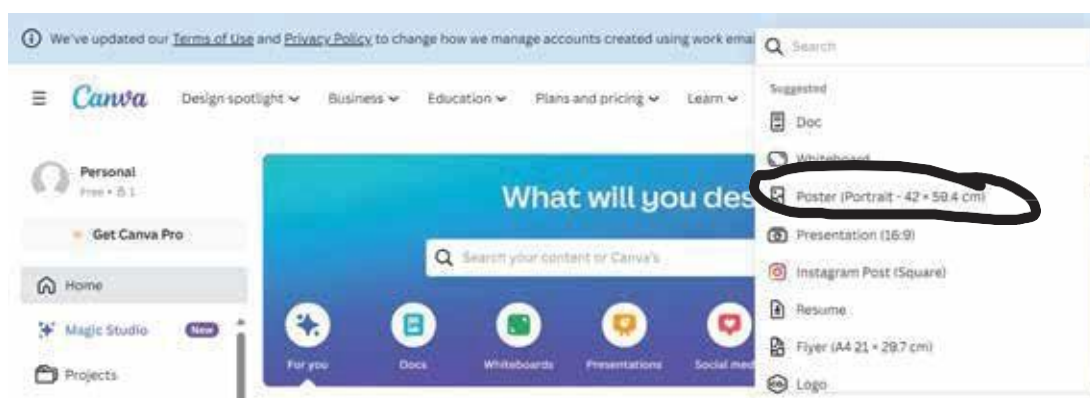 We've updated our Terms of Use and Privacy Policy to change how we manage accounts created using work emai
Canva
Design spotlight
Business
Education
Plans and pricing
Learn
Personal
Free • 1
Get Canva Pro
Home
Magic Studio
New
Projects
What will you des
Search your content or Canva's
For you
Docs
Whiteboards
Presentations
Social med
Search
Suggested
Doc
Whiteboard
Poster (Portrait - 42 × 59.4 cm)
Presentation (16:9)
Instagram Post (Square)
Resume
Flyer (A4 21 × 29.7 cm)
Logo